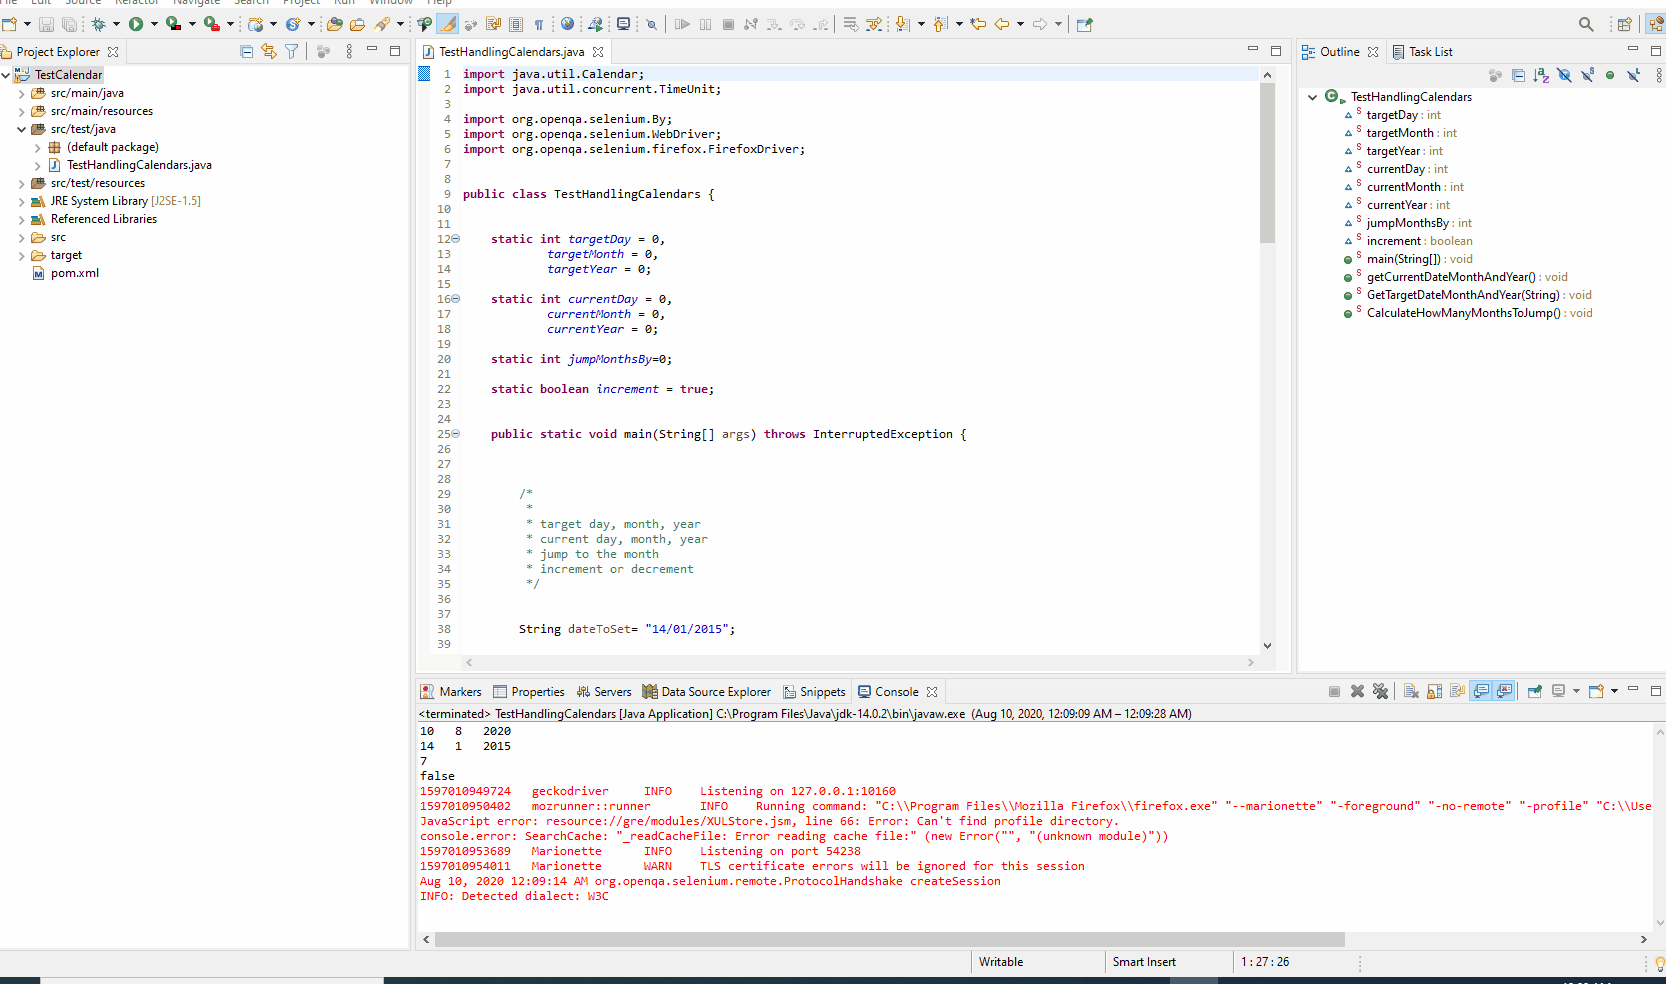 File Edit Source Refactor Navigate Search Project Run Window Help
Project Explorer
TestCalendar
src/main/java
src/main/resources
src/test/java
(default package)
TestHandlingCalendars.java
src/test/resources
JRE System Library [J2SE-1.5]
Referenced Libraries
src
target
pom.xml
TestHandlingCalendars.java
1 import java.util.Calendar;
2 import java.util.concurrent.TimeUnit;
3
4 import org.openqa.selenium.By;
5 import org.openqa.selenium.WebDriver;
6 import org.openqa.selenium.firefox.FirefoxDriver;
7
8
9 public class TestHandlingCalendars {
10
11
12 static int targetDay = 0,
13 targetMonth = 0,
14 targetYear = 0;
15
16 static int currentDay = 0,
17 currentMonth = 0,
18 currentYear = 0;
19
20 static int jumpMonthsBy=0;
21
22 static boolean increment = true;
23
24
25 public static void main(String[] args) throws InterruptedException {
26
27
28
29 /*
30 *
31 * target day, month, year
32 * current day, month, year
33 * jump to the month
34 * increment or decrement
35 */
36
37
38 String dateToSet= "14/01/2015";
39
Outline Task List
TestHandlingCalendars
targetDay : int
targetMonth : int
targetYear : int
currentDay : int
currentMonth : int
currentYear : int
jumpMonthsBy : int
increment : boolean
main(String[]) : void
getCurrentDateMonthAndYear() : void
GetTargetDateMonthAndYear(String) : void
CalculateHowManyMonthsToJump() : void
Markers Properties Servers Data Source Explorer Snippets Console
<terminated> TestHandlingCalendars [Java Application] C:\Program Files\Java\jdk-14.0.2\bin\javaw.exe (Aug 10, 2020, 12:09:09 AM – 12:09:28 AM)
10 8 2020
14 1 2015
7
false
1597010949724 geckodriver INFO Listening on 127.0.0.1:10160
1597010950402 mozrunner::runner INFO Running command: "C:\\Program Files\\Mozilla Firefox\\firefox.exe" "--marionette" "-foreground" "-no-remote" "-profile" "C:\\Use
JavaScript error: resource://gre/modules/XULStore.jsm, line 66: Error: Can't find profile directory.
console.error: SearchCache: "_readCacheFile: Error reading cache file:" (new Error("", "(unknown module)"))
1597010953689 Marionette INFO Listening on port 54238
1597010954011 Marionette WARN TLS certificate errors will be ignored for this session
Aug 10, 2020 12:09:14 AM org.openqa.selenium.remote.ProtocolHandshake createSession
INFO: Detected dialect: W3C
Writable Smart Insert 1 : 27 : 26